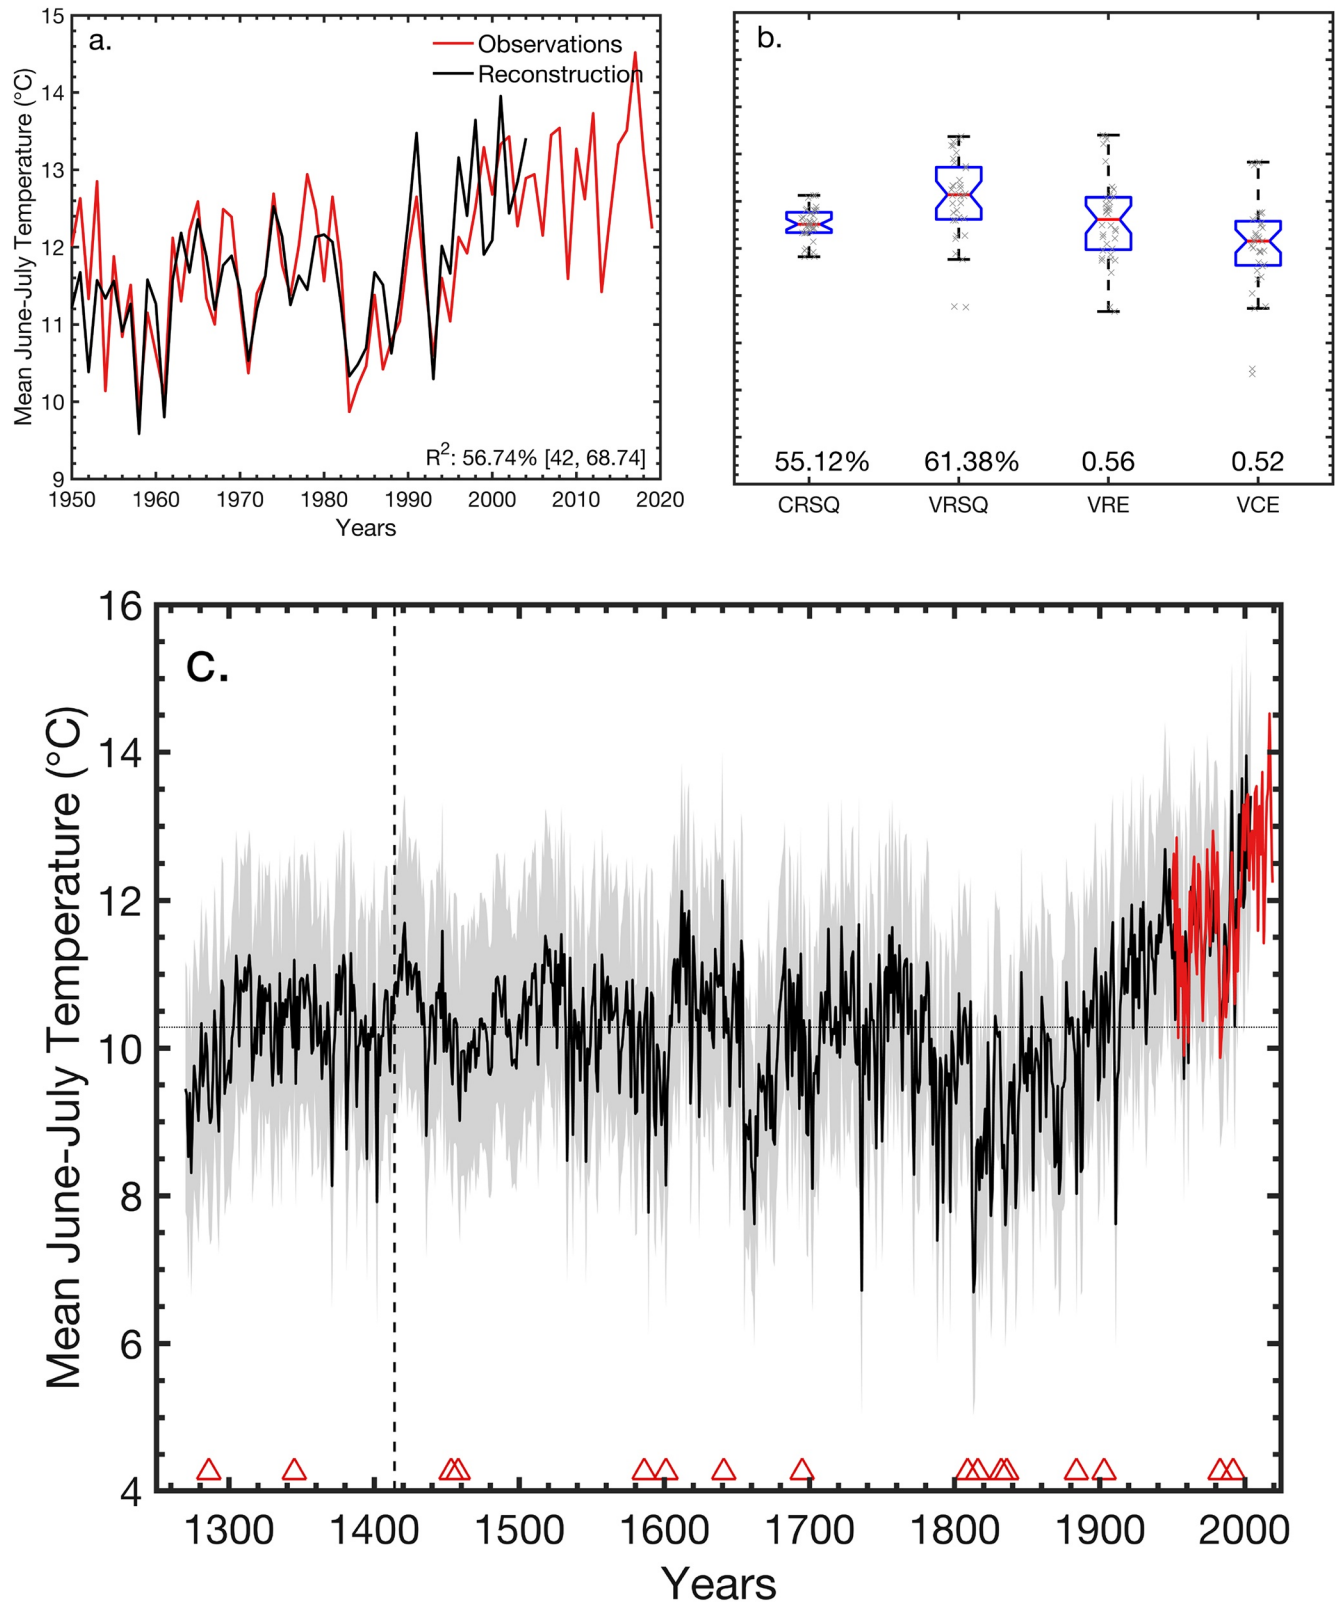 a.
Observations
Reconstruction
15
14
13
12
11
10
9
Mean June-July Temperature (°C)
R2: 56.74% [42, 68.74]
1950 1960 1970 1980 1990 2000 2010 2020
Years
b.
55.12% 61.38% 0.56 0.52
CRSQ VRSQ VRE VCE
c.
16
14
12
10
8
6
4
Mean June-July Temperature (°C)
1300 1400 1500 1600 1700 1800 1900 2000
Years